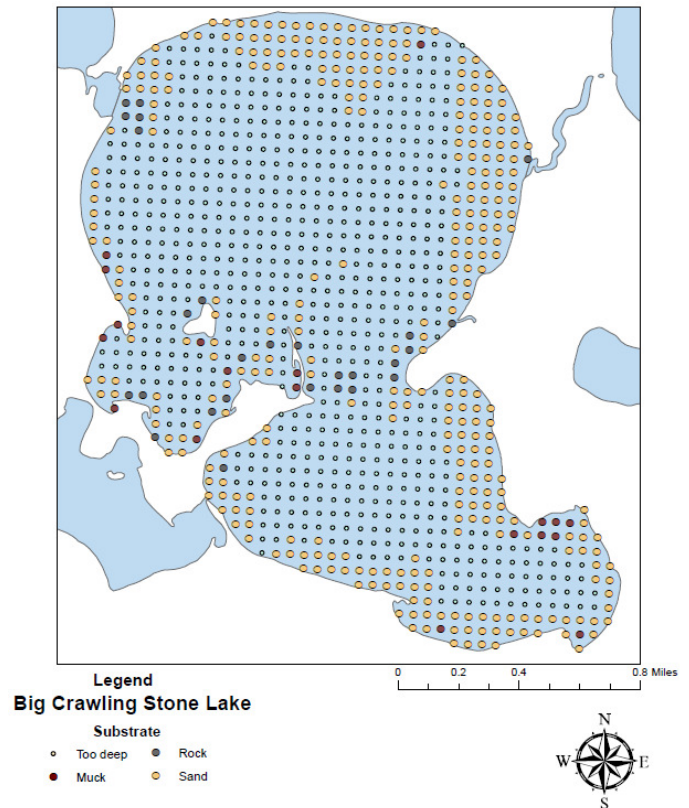 0 0.2 0.4 0.8 Miles
Legend
Big Crawling Stone Lake
Substrate
Too deep Rock
Muck Sand
N
W E
S